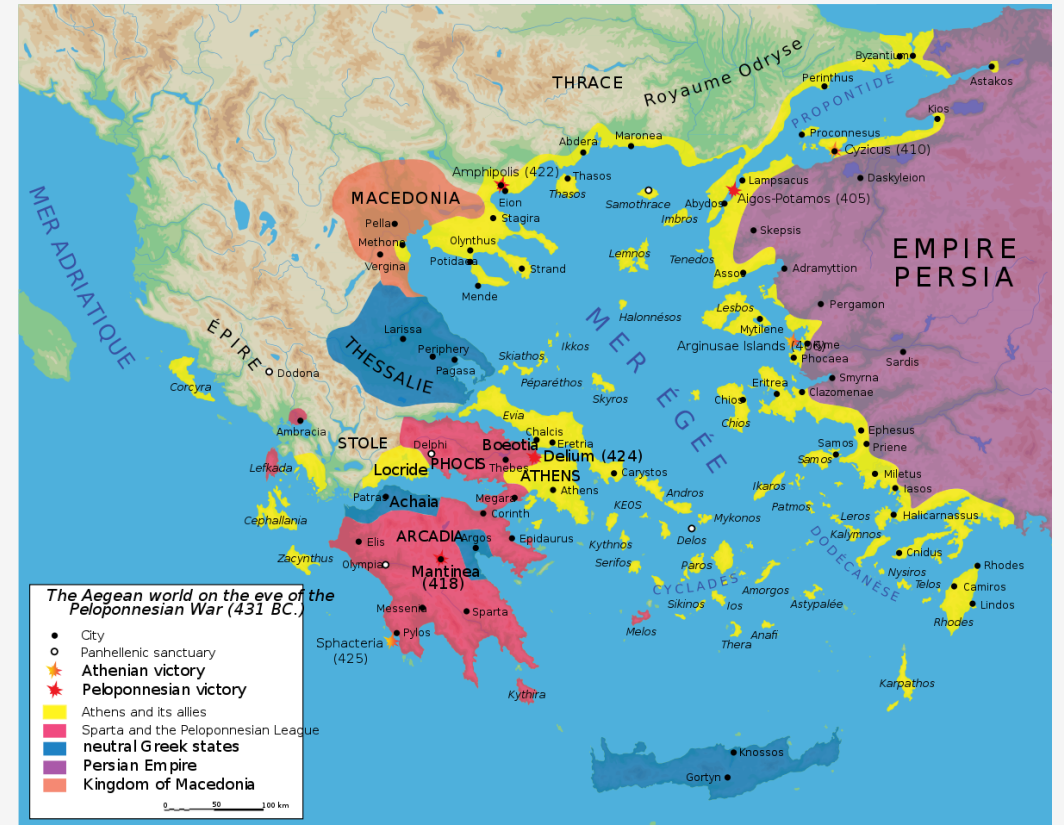 Byzantium
THRACE
Royaume Odryse
Perinthus
PROPONTIDE
Astakos
Kios
Abdera
Maronea
Proconnesus
Cyzicus (410)
Amphipolis (422)
Thasos
Thasos
Eion
Samothrace
Lampsacus
Daskyleion
Abydos
Aigos-Potamos (405)
MER ADRIATIQUE
MACEDONIA
Pella
Stagira
Imbros
Skepsis
Methone
Olynthus
Lemnos
Tenedos
EMPIRE
PERSIA
Vergina
Potidaea
Strand
Assos
Adramyttion
Mende
Lesbos
Pergamon
Halonnésos
Mytilene
MER ÉGÉE
ÉPIRE
Larissa
THESSALIE
Periphery
Pagasa
Ikkos
Skiathos
Arginusae Islands (406)
Kyme
Phocaea
Sardis
Dodona
Corcyra
Péparéthos
Skyros
Eritrea
Smyrna
Clazomenae
Chios
Chios
Evia
Ambracia
STOLE
Delphi
Boeotia
Chalcis
Eretria
Ephesus
Samos
Priene
Lefkada
Locride
PHOCIS
Thebes
Delium (424)
ATHENS
Carystos
Samos
Miletus
Patras
Achaia
Megara
Athens
Andros
Ikaros
Iasos
Cephallania
Corinth
KEOS
Mykonos
Patmos
Leros
Halicarnassus
Elis
ARCADIA
Argos
Epidaurus
Kythnos
Delos
Kalymnos
Zacynthus
Olympia
Mantinea
(418)
Serifos
Paros
DODÉCANÈSE
Cnidus
Rhodes
CYCLADES
Amorgos
Nysiros
Telos
Camiros
Messenia
Sparta
Sikinos
Ios
Astypalée
Lindos
Pylos
Melos
Anafi
Thera
Rhodes
Sphacteria
(425)
Kythira
Karpathos
Knossos
Gortyn
The Aegean world on the eve of the
Peloponnesian War (431 BC.)
City
Panhellenic sanctuary
Athenian victory
Peloponnesian victory
Athens and its allies
Sparta and the Peloponnesian League
neutral Greek states
Persian Empire
Kingdom of Macedonia
0 50 100 km